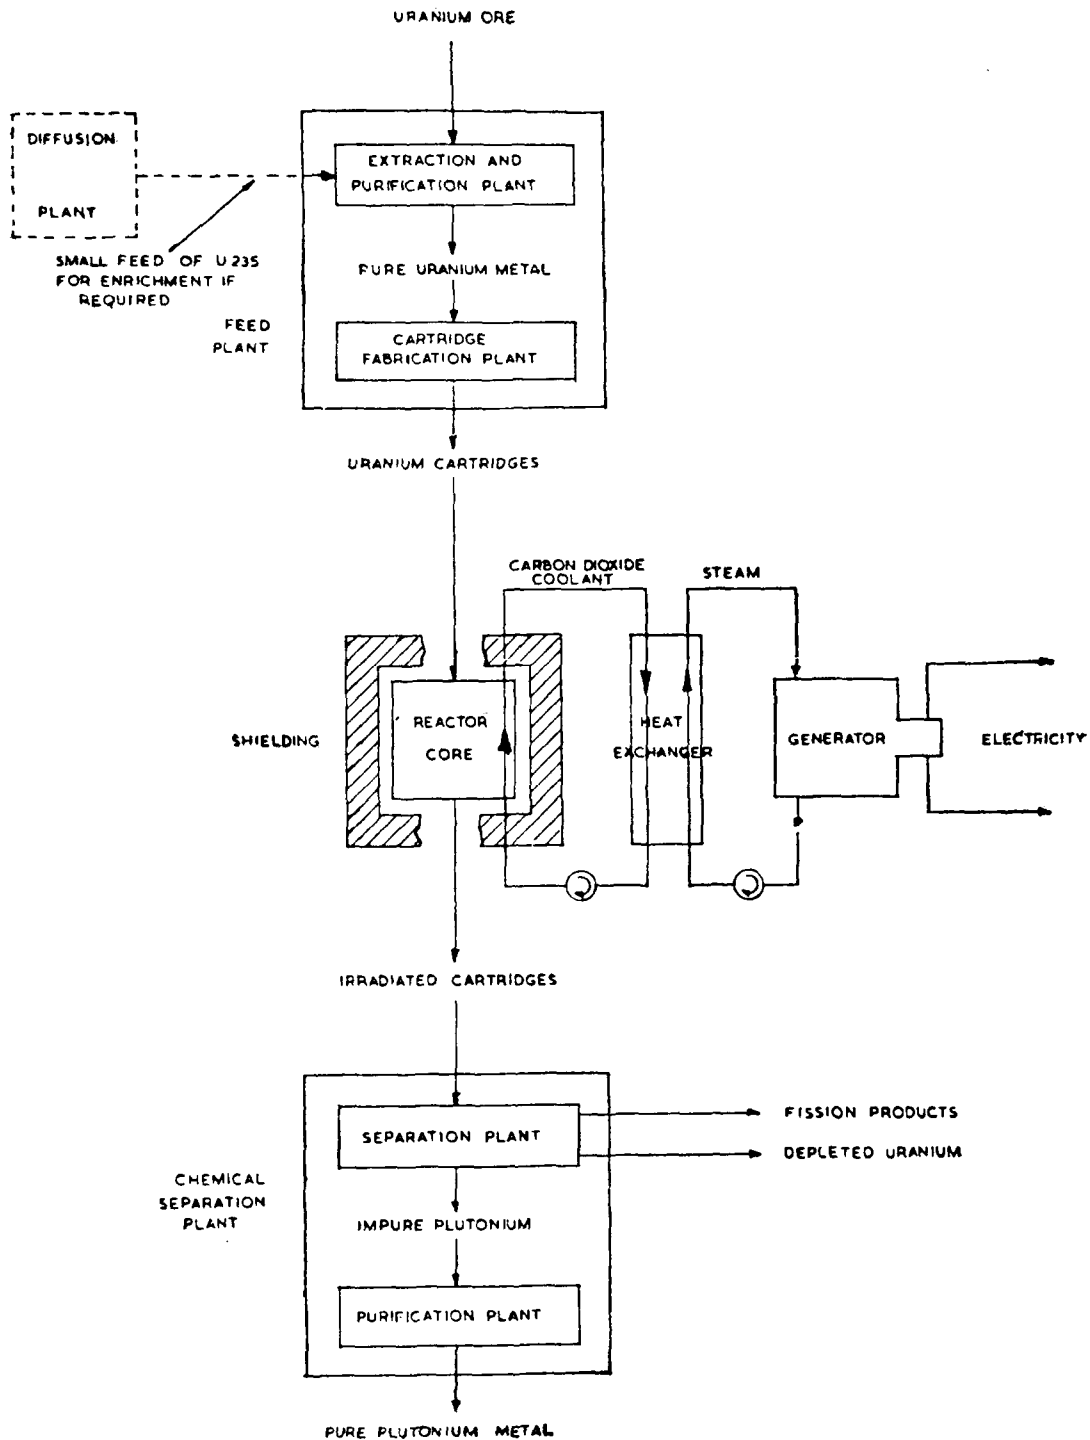 URANIUM ORE
DIFFUSION
PLANT
EXTRACTION AND
PURIFICATION PLANT
SMALL FEED OF U 235
FOR ENRICHMENT IF
REQUIRED
PURE URANIUM METAL
FEED
PLANT
CARTRIDGE
FABRICATION PLANT
URANIUM CARTRIDGES
CARBON DIOXIDE
COOLANT
STEAM
SHIELDING
REACTOR
CORE
HEAT
EXCHANGER
GENERATOR
ELECTRICITY
IRRADIATED CARTRIDGES
SEPARATION PLANT
FISSION PRODUCTS
DEPLETED URANIUM
CHEMICAL
SEPARATION
PLANT
IMPURE PLUTONIUM
PURIFICATION PLANT
PURE PLUTONIUM METAL